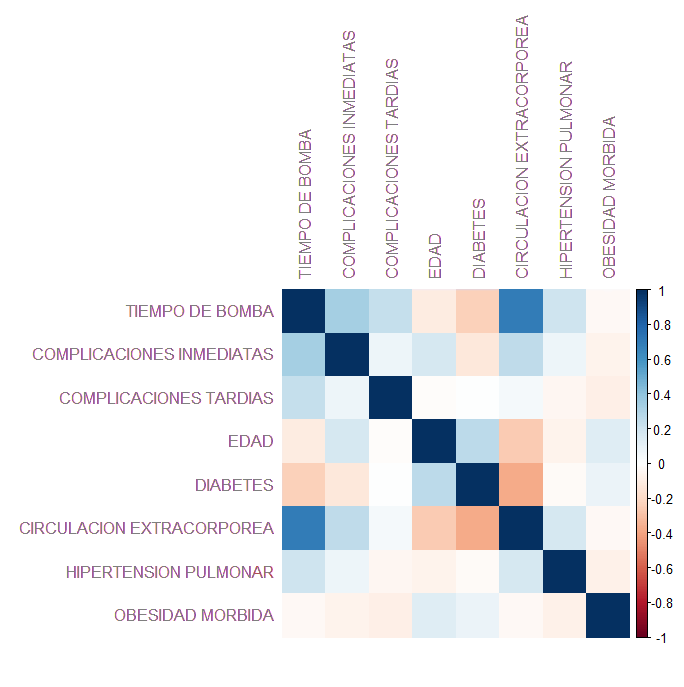 TIEMPO DE BOMBA
COMPLICACIONES INMEDIATAS
COMPLICACIONES TARDIAS
EDAD
DIABETES
CIRCULACION EXTRACORPOREA
HIPERTENSION PULMONAR
OBESIDAD MORBIDA
TIEMPO DE BOMBA
COMPLICACIONES INMEDIATAS
COMPLICACIONES TARDIAS
EDAD
DIABETES
CIRCULACION EXTRACORPOREA
HIPERTENSION PULMONAR
OBESIDAD MORBIDA
1
0.8
0.6
0.4
0.2
0
-0.2
-0.4
-0.6
-0.8
-1